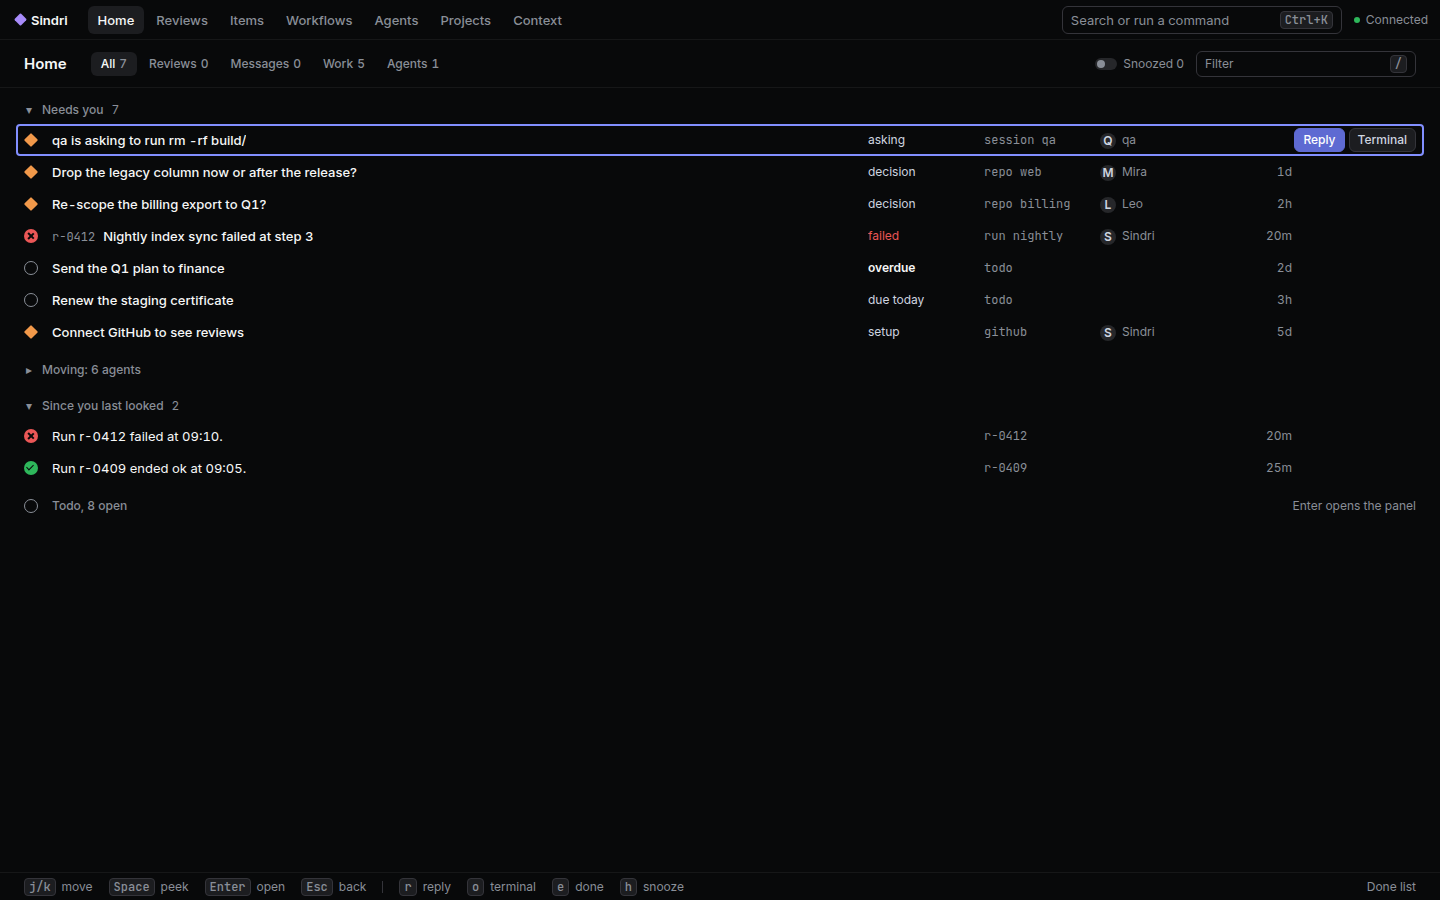 Sindri Home Reviews Items Workflows Agents Projects Context Search or run a command Ctrl+K Connected
Home All 7 Reviews 0 Messages 0 Work 5 Agents 1 Snoozed 0 Filter /
▾ Needs you 7
qa is asking to run rm -rf build/ asking session qa Q qa Reply Terminal
Drop the legacy column now or after the release? decision repo web M Mira 1d
Re-scope the billing export to Q1? decision repo billing L Leo 2h
r-0412 Nightly index sync failed at step 3 failed run nightly S Sindri 20m
Send the Q1 plan to finance overdue todo 2d
Renew the staging certificate due today todo 3h
Connect GitHub to see reviews setup github S Sindri 5d
▸ Moving: 6 agents
▾ Since you last looked 2
Run r-0412 failed at 09:10. r-0412 20m
Run r-0409 ended ok at 09:05. r-0409 25m
Todo, 8 open Enter opens the panel
j/k move Space peek Enter open Esc back r reply o terminal e done h snooze Done list